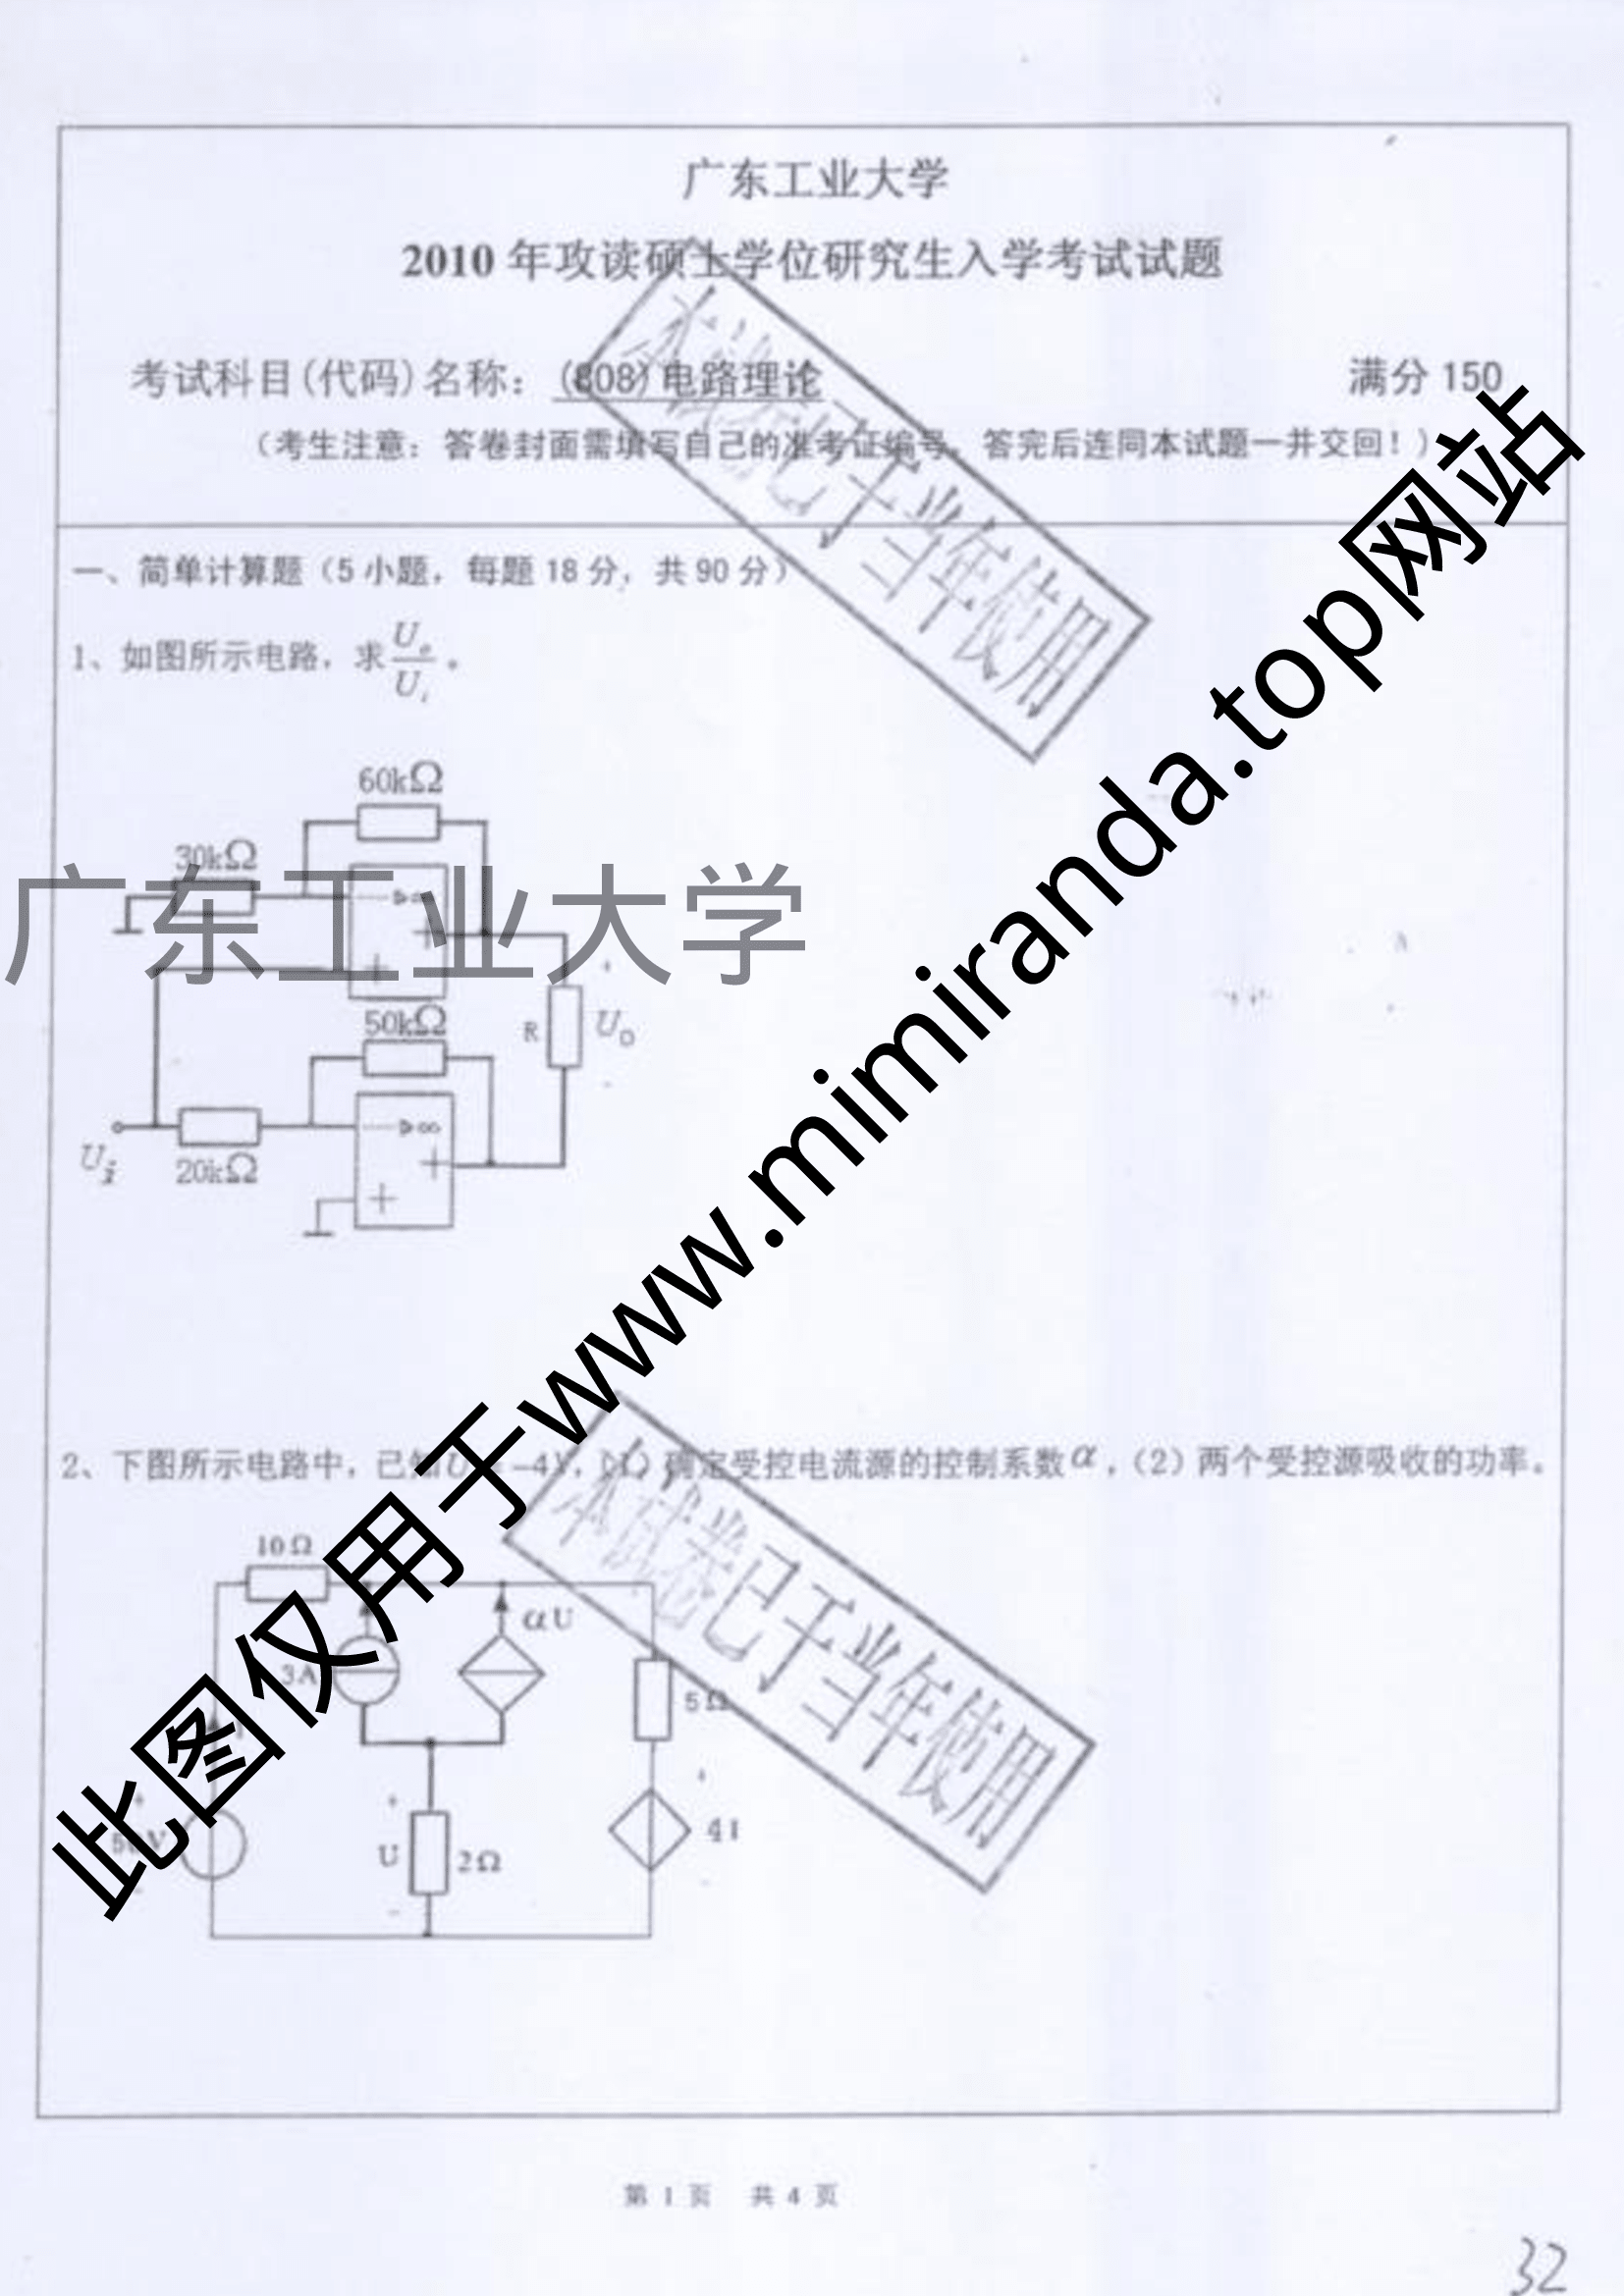 广东工业大学
2010 年攻读硕士学位研究生入学考试试题
考试科目(代码)名称：(808)电路理论 满分 150
（考生注意：答卷封面需填写自己的准考证编号，答完后连同本试题一并交回！）
一、简单计算题（5 小题，每题 18 分，共 90 分）
1、如图所示电路，求 U_o/U_i 。
60kΩ
30kΩ
▷∞
+
+
50kΩ
R
+
U_O
-
▷∞
+
+
U_i
20kΩ
广东工业大学
2、下图所示电路中，已知 U -4V，（1）确定受控电流源的控制系数 α，（2）两个受控源吸收的功率。
10Ω
3A
αU
5Ω
+
V
-
+
U
-
2Ω
+
4I
-
本试卷已于当年使用
本试卷已于当年使用
此图仅用于www.mimiranda.top网站
第 1 页 共 4 页
32